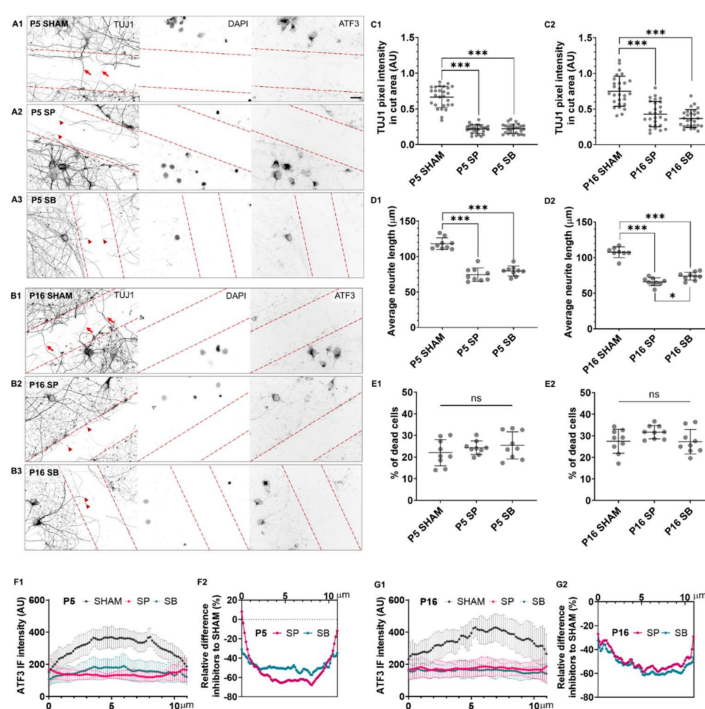 A1 P5 SHAM TUJ1 DAPI ATF3
A2 P5 SP
A3 P5 SB
B1 P16 SHAM TUJ1 DAPI ATF3
B2 P16 SP
B3 P16 SB
C1
TUJ1 pixel intensity
in cut area (AU)
1.5
1.0
0.5
0.0
***
***
P5 SHAM
P5 SP
P5 SB
C2
TUJ1 pixel intensity
in cut area (AU)
1.5
1.0
0.5
0.0
***
***
P16 SHAM
P16 SP
P16 SB
D1
Average neurite length (μm)
200
150
100
50
0
***
***
P5 SHAM
P5 SP
P5 SB
D2
Average neurite length (μm)
200
150
100
50
0
***
***
*
P16 SHAM
P16 SP
P16 SB
E1
% of dead cells
50
40
30
20
10
0
ns
P5 SHAM
P5 SP
P5 SB
E2
% of dead cells
50
40
30
20
10
0
ns
P16 SHAM
P16 SP
P16 SB
F1
P5 SHAM SP SB
ATF3 IF intensity (AU)
600
400
200
0
0 5 10 μm
F2
0 5 10 μm
Relative difference
inhibitors to SHAM (%)
20
0
-20
-40
-60
-80
P5 SP SB
G1
P16 SHAM SP SB
ATF3 IF intensity (AU)
600
400
200
0
0 5 10 μm
G2
0 5 10 μm
Relative difference
inhibitors to SHAM (%)
20
0
-20
-40
-60
-80
P16 SP SB